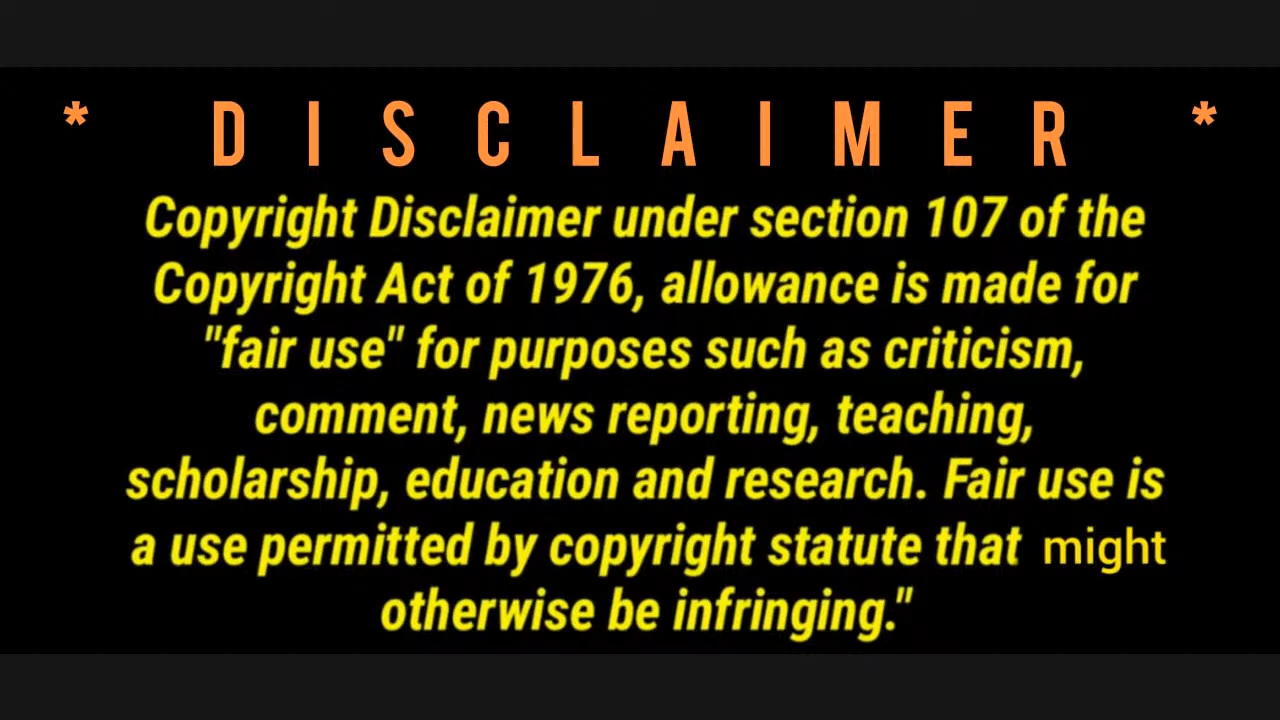 * D I S C L A I M E R *
Copyright Disclaimer under section 107 of the
Copyright Act of 1976, allowance is made for
"fair use" for purposes such as criticism,
comment, news reporting, teaching,
scholarship, education and research. Fair use is
a use permitted by copyright statute that might
otherwise be infringing."